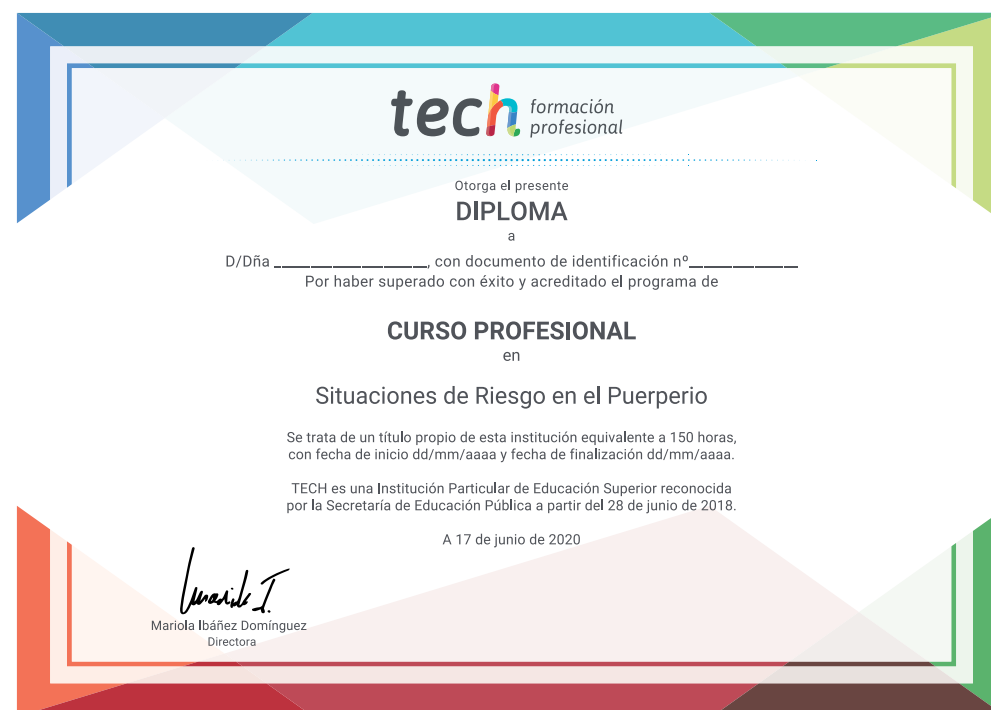 tech formación
profesional
Otorga el presente
DIPLOMA
a
D/Dña ____________________, con documento de identificación nº______________
Por haber superado con éxito y acreditado el programa de
CURSO PROFESIONAL
en
Situaciones de Riesgo en el Puerperio
Se trata de un título propio de esta institución equivalente a 150 horas,
con fecha de inicio dd/mm/aaaa y fecha de finalización dd/mm/aaaa.
TECH es una Institución Particular de Educación Superior reconocida
por la Secretaría de Educación Pública a partir del 28 de junio de 2018.
A 17 de junio de 2020
Mariola I.
Mariola Ibáñez Domínguez
Directora